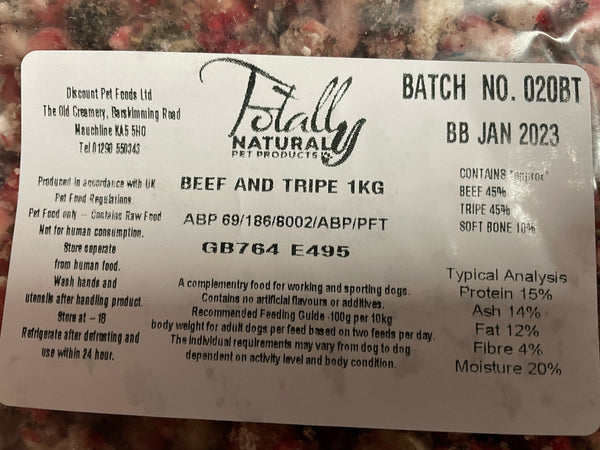 Discount Pet Foods Ltd
The Old Creamery, Barskimming Road
Mauchline KA5 5HO
Tel 01290 550343
Produced in accordance with UK
Pet Food Regulations.
Pet Food only - Contains Raw Food
Not for human consumption.
Store seperate
from human food.
Wash hands and
utensils after handling product.
Store at - 18
Refrigerate after defrosting and
use within 24 hour.
Totally
NATURAL
PET PRODUCTS
BEEF AND TRIPE 1KG
ABP 69/186/8002/ABP/PFT
GB764 E495
A complementry food for working and sporting dogs.
Contains no artificial flavours or additives.
Recommended Feeding Guide -100g per 10kg
body weight for adult dogs per feed based on two feeds per day.
The individual requirements may vary from dog to dog
dependent on activity level and body condition.
BATCH NO. 020BT
BB JAN 2023
CONTAINS "approx"
BEEF 45%
TRIPE 45%
SOFT BONE 10%
Typical Analysis
Protein 15%
Ash 14%
Fat 12%
Fibre 4%
Moisture 20%